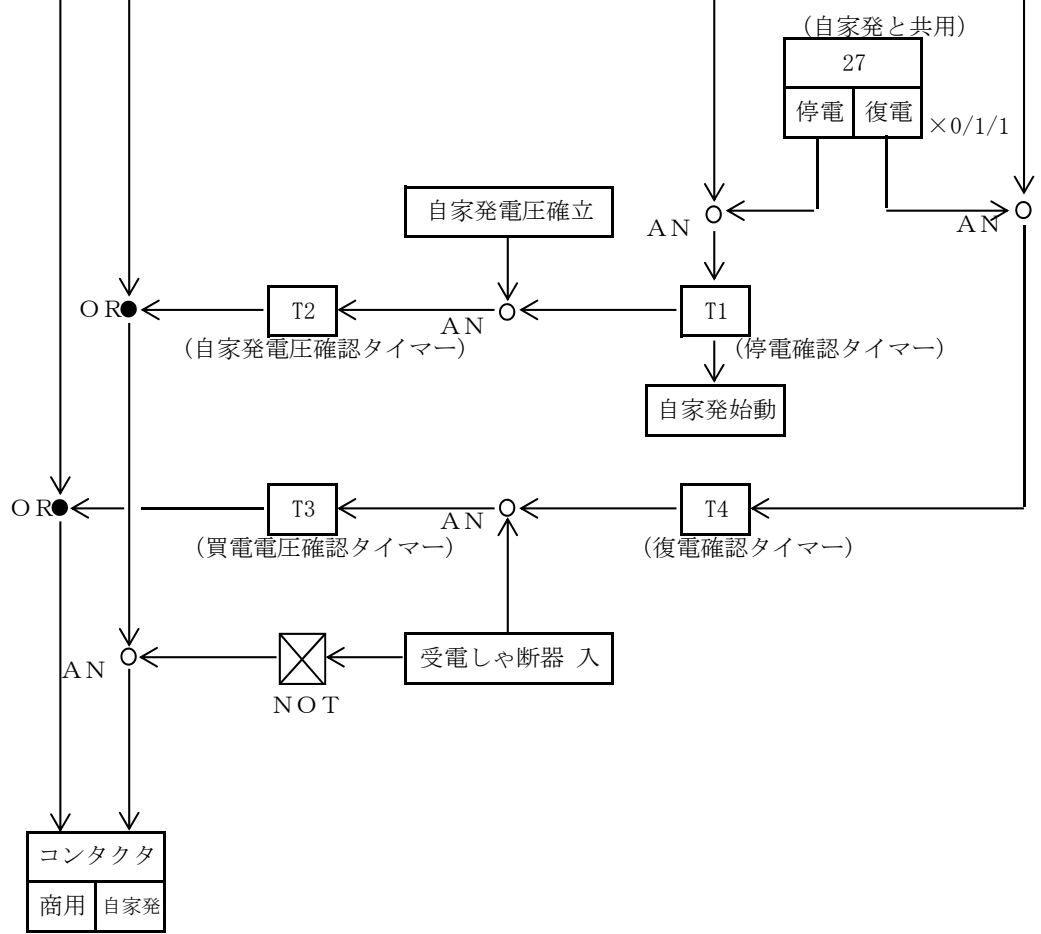 (自家発と共用)
27
停電 復電
×0/1/1
自家発電圧確立
AN
AN
OR
T2
AN
T1
(自家発電圧確認タイマー)
(停電確認タイマー)
自家発始動
OR
T3
AN
T4
(買電電圧確認タイマー)
(復電確認タイマー)
AN
受電しゃ断器 入
NOT
コンタクタ
商用 自家発